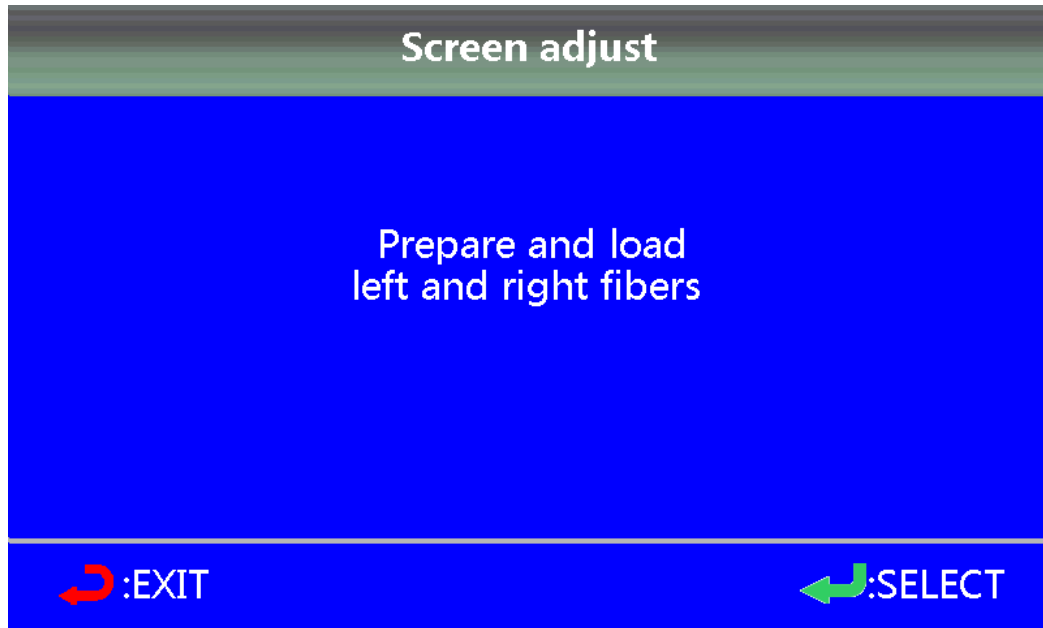 Screen adjust
Prepare and load
left and right fibers
:EXIT
:SELECT